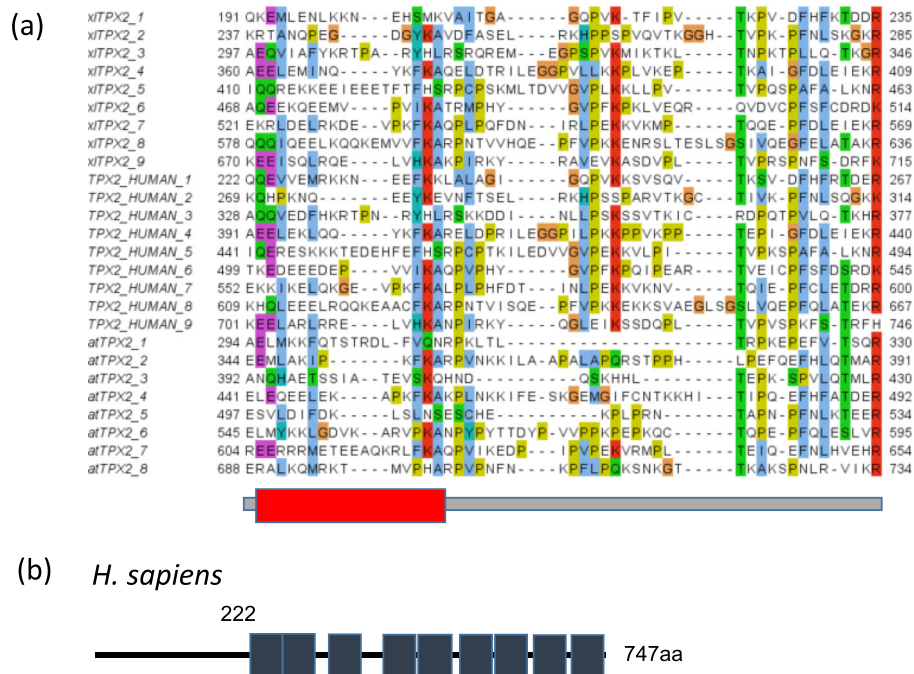 (a)
xlTPX2_1 191 QKEMLENLKKN---EHSMKVAITGA------GQPVK-TFIPV-----TKPV-DFHFKTDDR 235
xlTPX2_2 237 KRTANQPEG-----DGYKAVDFASEL-----RKHPPSPVQVTKGGH--TVPK-PFNLSKGKR 285
xlTPX2_3 297 AEQVIAFYKRTPA--RYHLRSRQREM----EGPSPVKMIKTKL-----TNPKTPLLQ-TKGR 346
xlTPX2_4 360 AEELEMINQ-----YKFKAQELDTRILEGGPVLLKKPLVKEP-----TKAI-GFDLEIEKR 409
xlTPX2_5 410 IQQREKKEEIEEETFTFHSRPCPSKMLTDVVGVPLKKLLPV------TVPQSPAFA-LKNR 463
xlTPX2_6 468 AQEEKQEEMV----PVIKATRMPHY------GVPFKPKLVEQR----QVDVCPFSFCDRDK 514
xlTPX2_7 521 EKRLDELRKDE--VPKFKAQPLPQFDN----IRLPEKKVKMP-----TQQE-PFDLEIEKR 569
xlTPX2_8 578 QQQIQEELKQQKEMVVFKARPNTVVHQE--PFVPKKENRSLTESLSGSIVQEGFELATAKR 636
xlTPX2_9 670 KEEISQLRQE----LVHKAKPIRKY-----RAVEVKASDVPL-----TVPRSPNFS-DRFK 715
TPX2_HUMAN_1 222 QQEVVEMRKKN---EEFKKLALAGI------GQPVKKSVSQV-----TKSV-DFHFRTDER 267
TPX2_HUMAN_2 269 KQHPKNQ-------EEYKEVNFTSEL-----RKHPSSPARVTKGC--TIVK-PFNLSQGKK 314
TPX2_HUMAN_3 328 AQQVEDFHKRTPN--RYHLRSKKDDI-----NLLPSKSSVTKIC---RDPQTPVLQ-TKHR 377
TPX2_HUMAN_4 391 AEELEKLQQ-----YKFKARELDPRILEGGPILPKKPPVKPP-----TEPI-GFDLEIEKR 440
TPX2_HUMAN_5 441 IQERESKKKTEDEHFEFHSRPCPTKILEDVVGVPEKKVLPI------TVPKSPAFA-LKNR 494
TPX2_HUMAN_6 499 TKEDEEEDEP----VVIKAQPVPHY------GVPFKPQIPEAR----TVEICPFSFDSRDK 545
TPX2_HUMAN_7 552 EKKIKELQKGE--VPKFKALPLPHFDT----INLPEKKVKNV-----TQIE-PFCLETDRR 600
TPX2_HUMAN_8 609 KHQLEEELRQQKEAACFKARPNTVISQE--PFVPKKEKKSVAEGLSGSLVQEPFQLATEKR 667
TPX2_HUMAN_9 701 KEELARLRRE----LVHKANPIRKY-----QGLEIKSSDQPL-----TVPVSPKFS-TRFH 746
atTPX2_1 294 AELMKKFQTSTRDL-FVQNRPKLTL----------------------TRPKEPEFV-TSQR 330
atTPX2_2 344 EEMLAKIP------KFKARPVNKKILA-APALAPQRSTPPH------LPEFQEFHLQTMAR 391
atTPX2_3 392 ANQHAETSSIA--TEVSKQHND--------QSKHHL-----------TEPK-SPVLQTMLR 430
atTPX2_4 441 ELEQEELEK----APKFKAKPLNKKIFE-SKGEMGIFCNTKKHI---TIPQ-EFHFATDER 492
atTPX2_5 497 ESVLDIFDK-----LSLNSESCHE-------KPLPRN----------TAPN-PFNLKTEER 534
atTPX2_6 545 ELMYKKLGDVK--ARVPKANPYPYTTDYP-VVPPKPEPKQC------TQPE-PFQLESLVR 595
atTPX2_7 604 REERRRMETEEAQKRLFKAQPVIKEDP----IPVPEKVRMPL-----TEIQ-EFNLHVEHR 654
atTPX2_8 688 ERALKQMRKT----MVPHARPVPNFN----KPFLPQKSNKGT-----TKAKSPNLR-VIKR 734
(b) H. sapiens
222
747aa